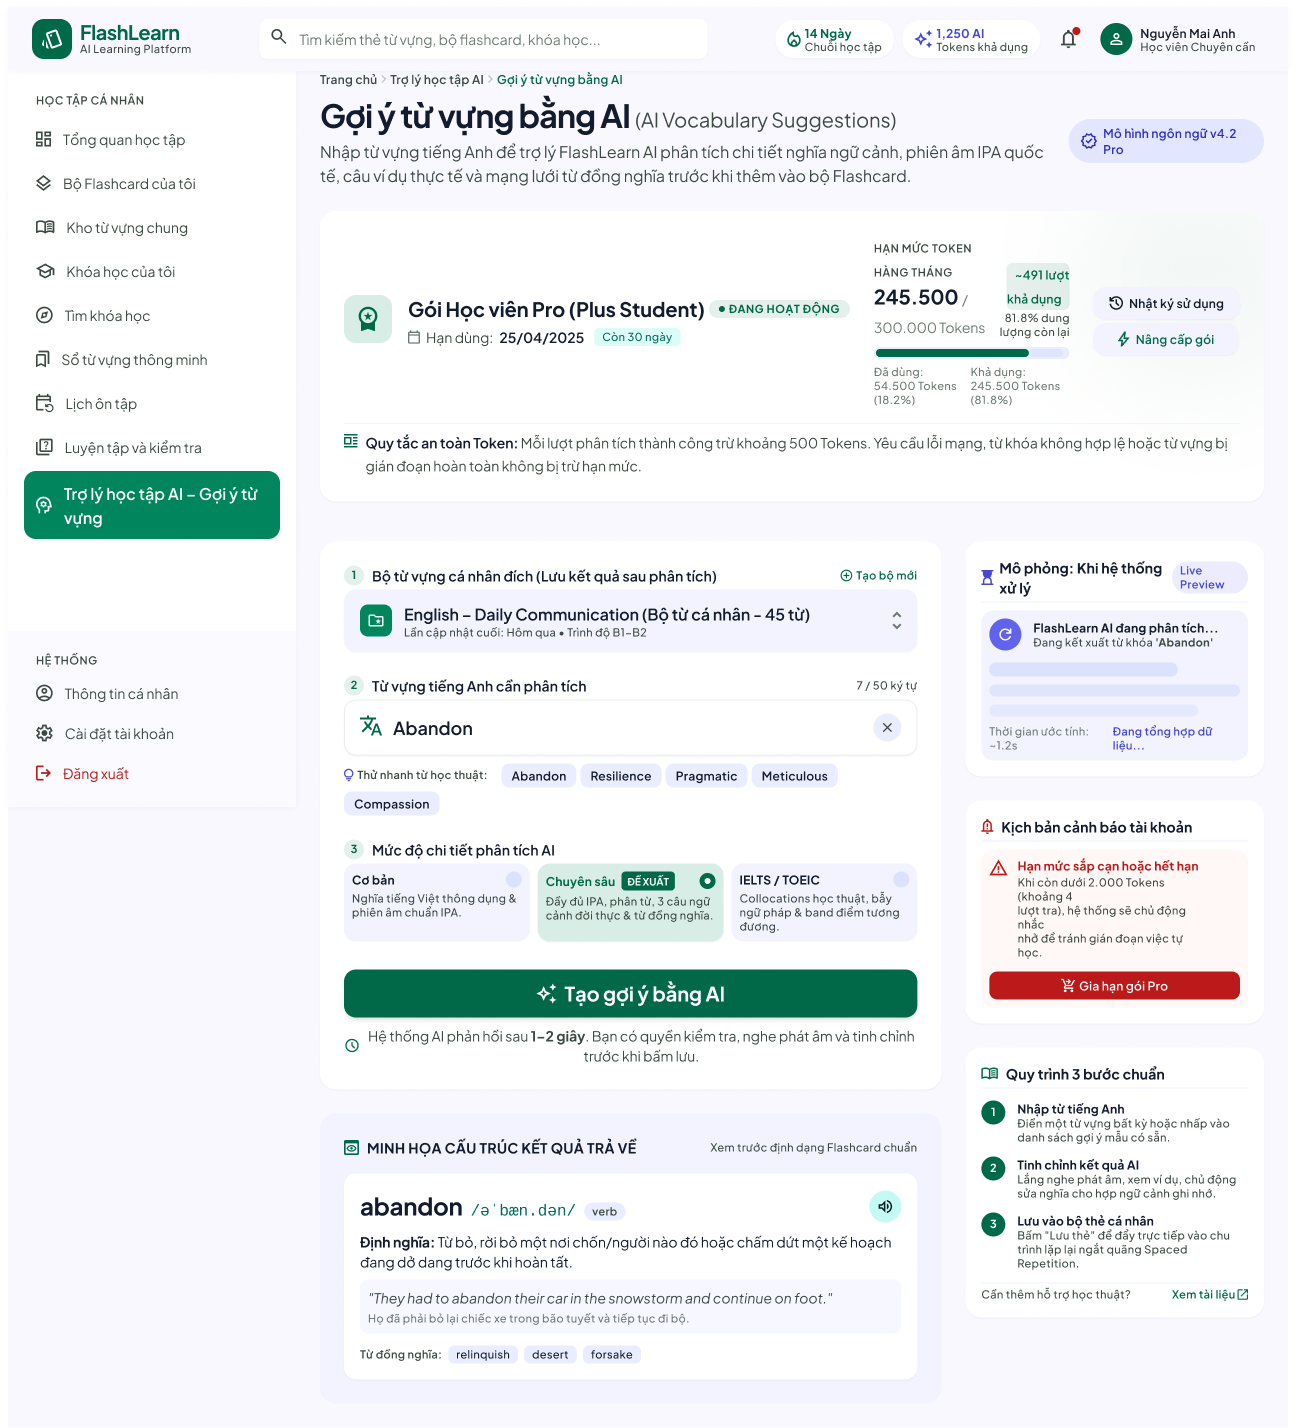 FlashLearn
AI Learning Platform
Tìm kiếm thẻ từ vựng, bộ flashcard, khóa học...
14 Ngày
Chuỗi học tập
1,250 AI
Tokens khả dụng
Nguyễn Mai Anh
Học viên Chuyên cần
HỌC TẬP CÁ NHÂN
Tổng quan học tập
Bộ Flashcard của tôi
Kho từ vựng chung
Khóa học của tôi
Tìm khóa học
Sổ từ vựng thông minh
Lịch ôn tập
Luyện tập và kiểm tra
Trợ lý học tập AI – Gợi ý từ
vựng
HỆ THỐNG
Thông tin cá nhân
Cài đặt tài khoản
Đăng xuất
Trang chủ > Trợ lý học tập AI > Gợi ý từ vựng bằng AI
Gợi ý từ vựng bằng AI (AI Vocabulary Suggestions)
Nhập từ vựng tiếng Anh để trợ lý FlashLearn AI phân tích chi tiết nghĩa ngữ cảnh, phiên âm IPA quốc
tế, câu ví dụ thực tế và mạng lưới từ đồng nghĩa trước khi thêm vào bộ Flashcard.
Mô hình ngôn ngữ v4.2
Pro
Gói Học viên Pro (Plus Student)
ĐANG HOẠT ĐỘNG
Hạn dùng: 25/04/2025
Còn 30 ngày
HẠN MỨC TOKEN
HÀNG THÁNG
245.500 /
300.000 Tokens
~491 lượt
khả dụng
81.8% dung
lượng còn lại
Đã dùng:
54.500 Tokens
(18.2%)
Khả dụng:
245.500 Tokens
(81.8%)
Nhật ký sử dụng
Nâng cấp gói
Quy tắc an toàn Token: Mỗi lượt phân tích thành công trừ khoảng 500 Tokens. Yêu cầu lỗi mạng, từ khóa không hợp lệ hoặc từ vựng bị
gián đoạn hoàn toàn không bị trừ hạn mức.
1 Bộ từ vựng cá nhân đích (Lưu kết quả sau phân tích)
Tạo bộ mới
English – Daily Communication (Bộ từ cá nhân - 45 từ)
Lần cập nhật cuối: Hôm qua • Trình độ B1–B2
2 Từ vựng tiếng Anh cần phân tích
7 / 50 ký tự
Abandon
Thử nhanh từ học thuật:
Abandon
Resilience
Pragmatic
Meticulous
Compassion
3 Mức độ chi tiết phân tích AI
Cơ bản
Nghĩa tiếng Việt thông dụng &
phiên âm chuẩn IPA.
Chuyên sâu
ĐỀ XUẤT
Đầy đủ IPA, phân từ, 3 câu ngữ
cảnh đời thực & từ đồng nghĩa.
IELTS / TOEIC
Collocations học thuật, bẫy
ngữ pháp & band điểm tương
đương.
Tạo gợi ý bằng AI
Hệ thống AI phản hồi sau 1–2 giây. Bạn có quyền kiểm tra, nghe phát âm và tinh chỉnh
trước khi bấm lưu.
MINH HỌA CẤU TRÚC KẾT QUẢ TRẢ VỀ
Xem trước định dạng Flashcard chuẩn
abandon /əˈbæn.dən/ verb
Định nghĩa: Từ bỏ, rời bỏ một nơi chốn/người nào đó hoặc chấm dứt một kế hoạch
đang dở dang trước khi hoàn tất.
"They had to abandon their car in the snowstorm and continue on foot."
Họ đã phải bỏ lại chiếc xe trong bão tuyết và tiếp tục đi bộ.
Từ đồng nghĩa: relinquish desert forsake
Mô phỏng: Khi hệ thống
xử lý
Live
Preview
FlashLearn AI đang phân tích...
Đang kết xuất từ khóa 'Abandon'
Thời gian ước tính:
~1.2s
Đang tổng hợp dữ
liệu...
Kịch bản cảnh báo tài khoản
Hạn mức sắp cạn hoặc hết hạn
Khi còn dưới 2.000 Tokens
(khoảng 4
lượt tra), hệ thống sẽ chủ động
nhắc
nhở để tránh gián đoạn việc tự
học.
Gia hạn gói Pro
Quy trình 3 bước chuẩn
1 Nhập từ tiếng Anh
Điền một từ vựng bất kỳ hoặc nhấp vào
danh sách gợi ý mẫu có sẵn.
2 Tinh chỉnh kết quả AI
Lắng nghe phát âm, xem ví dụ, chủ động
sửa nghĩa cho hợp ngữ cảnh ghi nhớ.
3 Lưu vào bộ thẻ cá nhân
Bấm "Lưu thẻ" để đẩy trực tiếp vào chu
trình lặp lại ngắt quãng Spaced
Repetition.
Cần thêm hỗ trợ học thuật?
Xem tài liệu